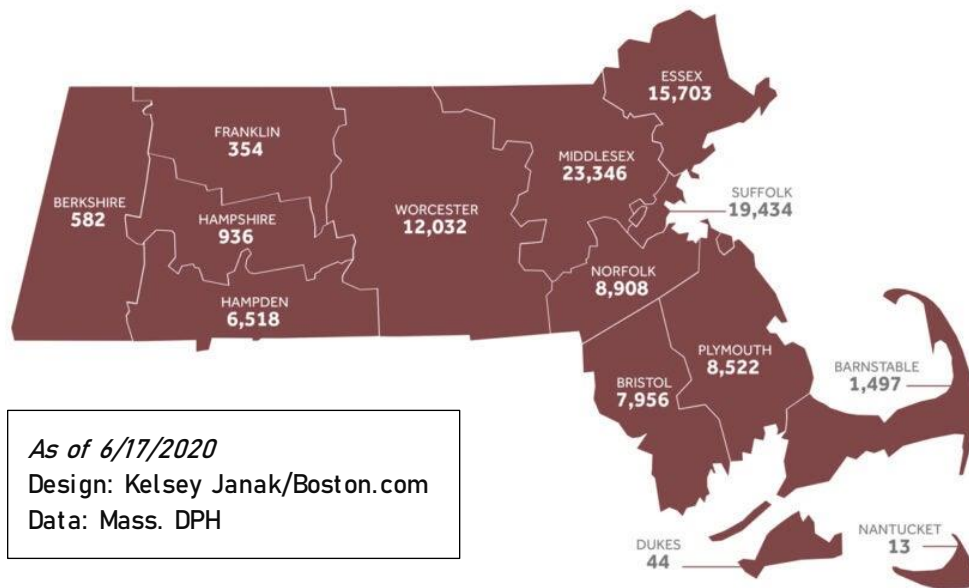 ESSEX
15,703
FRANKLIN
354
MIDDLESEX
23,346
SUFFOLK
19,434
BERKSHIRE
582
HAMPSHIRE
936
WORCESTER
12,032
NORFOLK
8,908
HAMPDEN
6,518
PLYMOUTH
8,522
BARNSTABLE
1,497
BRISTOL
7,956
As of 6/17/2020
Design: Kelsey Janak/Boston.com
Data: Mass. DPH
DUKES
44
NANTUCKET
13